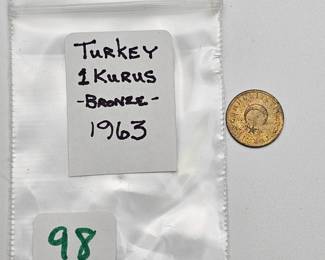 TURKEY
1 KURUS
-BRONZE-
1963
98